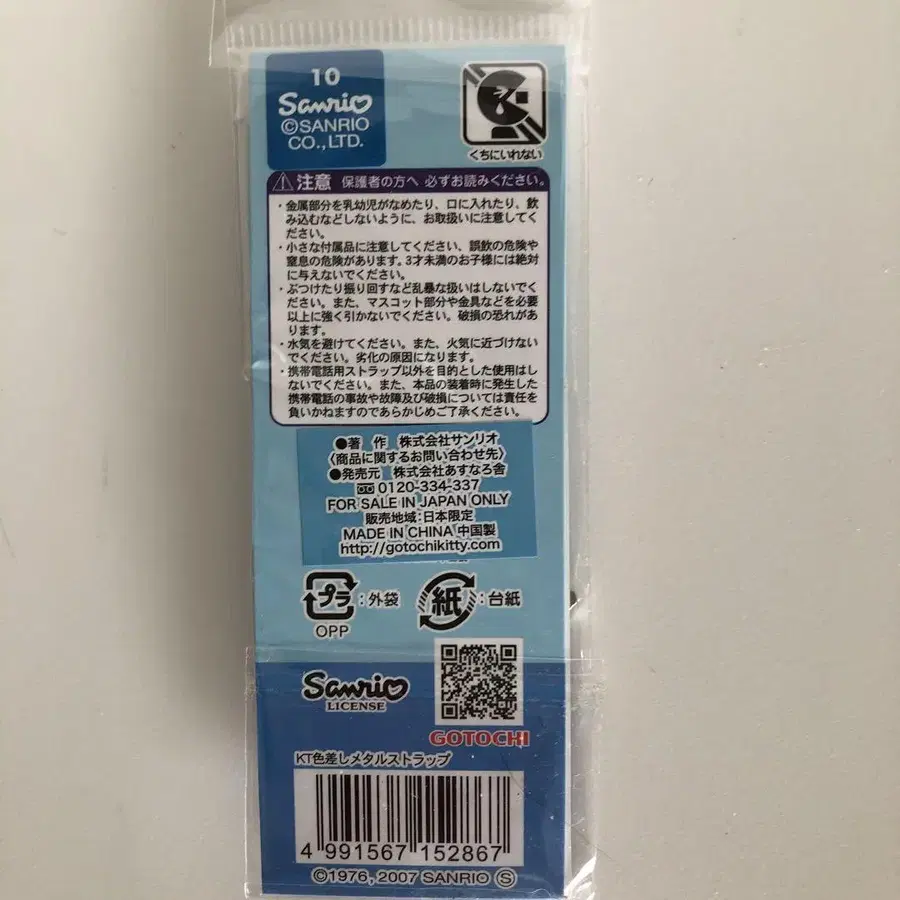 10
Sanrio
©SANRIO
CO.,LTD.
くちにいれない
注意 保護者の方へ 必ずお読みください。
・金属部分を乳幼児がなめたり、口に入れたり、飲
み込むなどしないように、お取扱いに注意してく
ださい。
・小さな付属品に注意してください、誤飲の危険や
窒息の危険があります。3才未満のお子様には絶対
に与えないでください。
・ぶつけたり振り回すなど乱暴な扱いはしないでく
ださい。また、マスコット部分や金具などを必要
以上に強く引かないでください。破損の恐れがあ
ります。
・水気を避けてください。また、火気に近づけない
でください。劣化の原因になります。
・携帯電話用ストラップ以外を目的とした使用はし
ないでください。また、本品の装着時に発生した
携帯電話の事故や故障及び破損については責任を
負いかねますのであらかじめご了承ください。
●著 作 株式会社サンリオ
〈商品に関するお問い合わせ先〉
●発売元 株式会社あすなろ舎
0120-334-337
FOR SALE IN JAPAN ONLY
販売地域:日本限定
MADE IN CHINA 中国製
http://gotochikitty.com
プラ:外袋
OPP
紙:台紙
Sanrio
LICENSE
GOTOCHI
KT色差しメタルストラップ
4 991567 152867
©1976, 2007 SANRIO Ⓢ